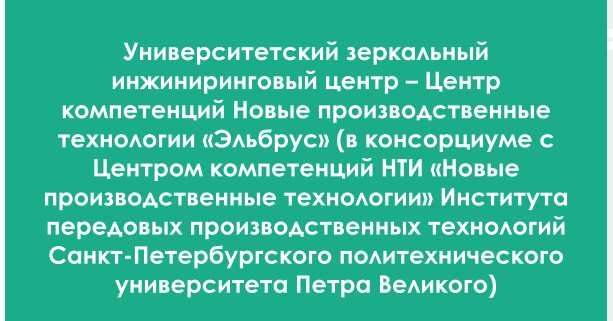 Университетский зеркальный
инжиниринговый центр – Центр
компетенций Новые производственные
технологии «Эльбрус» (в консорциуме с
Центром компетенций НТИ «Новые
производственные технологии» Института
передовых производственных технологий
Санкт-Петербургского политехнического
университета Петра Великого)